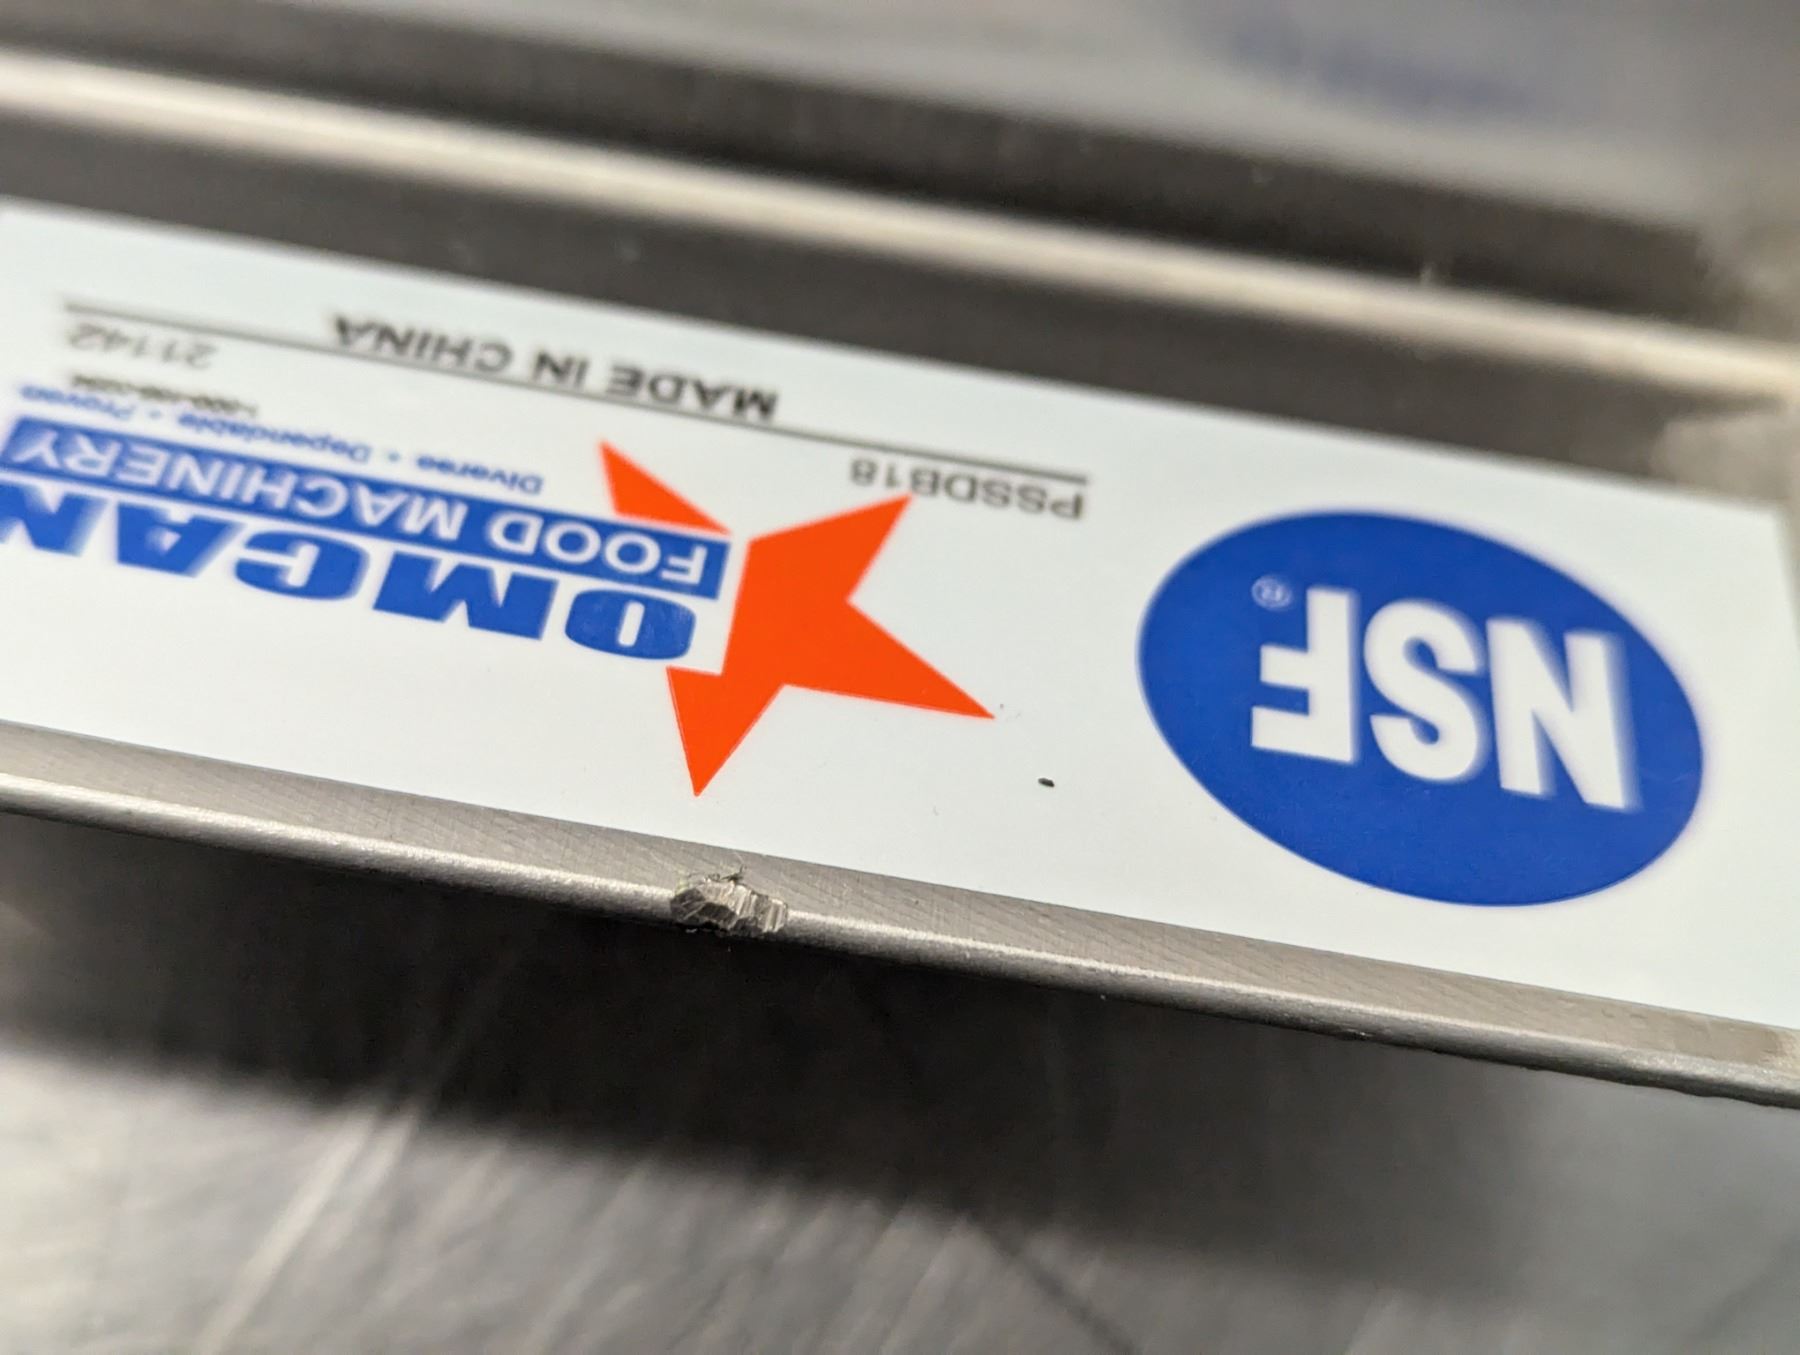 NSF®
OMCAN
FOOD MACHINERY
Diverse • Dependable • Proven
PSSDB18
21142
MADE IN CHINA